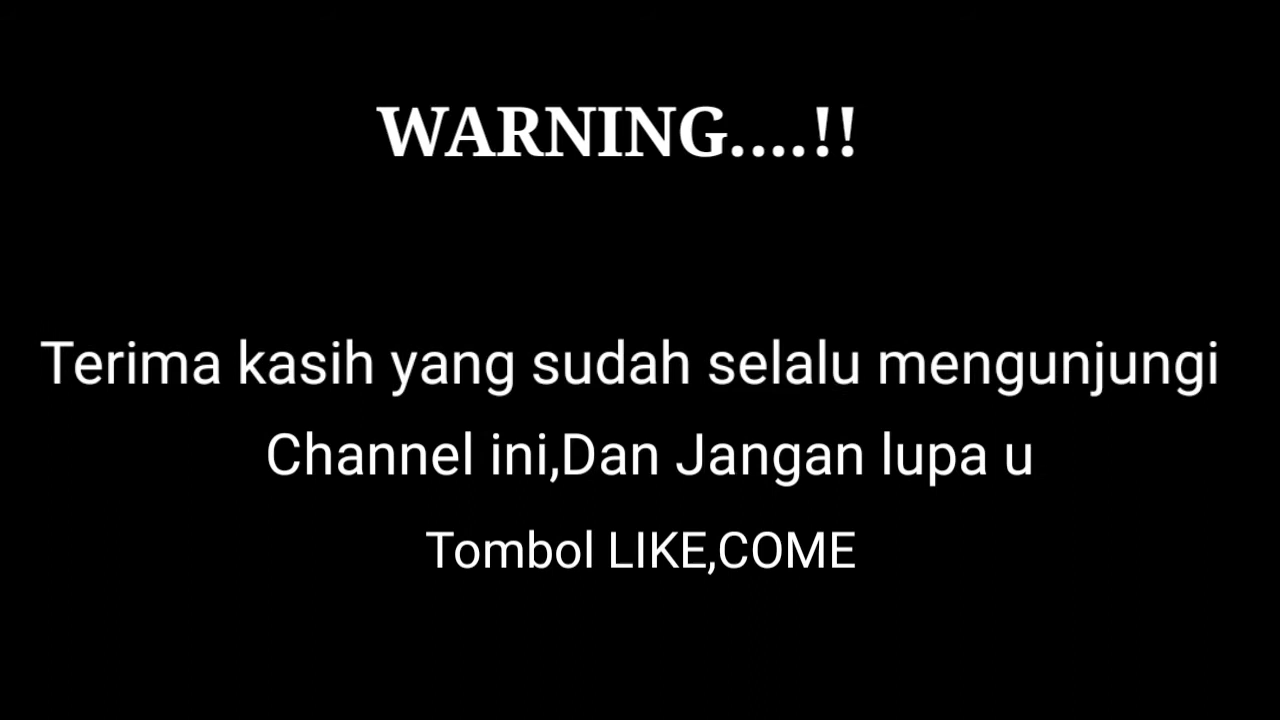 WARNING....!!
Terima kasih yang sudah selalu mengunjungi
Channel ini,Dan Jangan lupa u
Tombol LIKE,COME